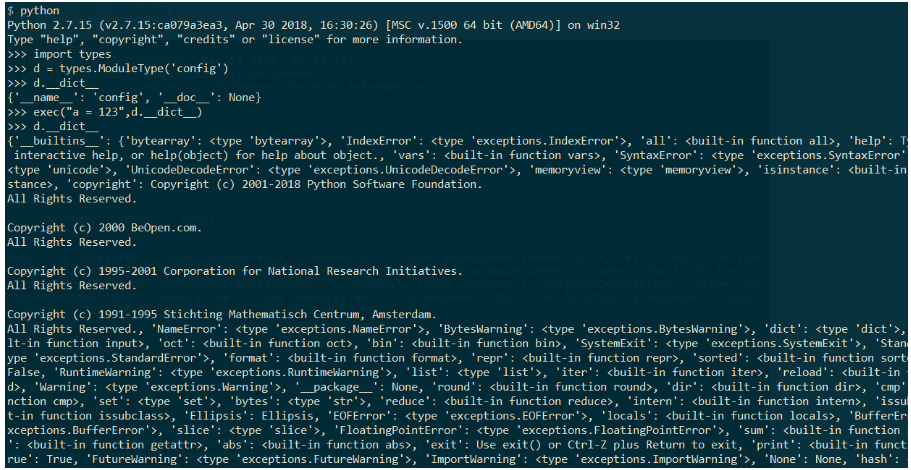 $ python
Python 2.7.15 (v2.7.15:ca079a3ea3, Apr 30 2018, 16:30:26) [MSC v.1500 64 bit (AMD64)] on win32
Type "help", "copyright", "credits" or "license" for more information.
>>> import types
>>> d = types.ModuleType('config')
>>> d.__dict__
{'__name__': 'config', '__doc__': None}
>>> exec("a = 123",d.__dict__)
>>> d.__dict__
{'__builtins__': {'bytearray': <type 'bytearray'>, 'IndexError': <type 'exceptions.IndexError'>, 'all': <built-in function all>, 'help': T
interactive help, or help(object) for help about object., 'vars': <built-in function vars>, 'SyntaxError': <type 'exceptions.SyntaxError'
<type 'unicode'>, 'UnicodeDecodeError': <type 'exceptions.UnicodeDecodeError'>, 'memoryview': <type 'memoryview'>, 'isinstance': <built-in
stance>, 'copyright': Copyright (c) 2001-2018 Python Software Foundation.
All Rights Reserved.
Copyright (c) 2000 BeOpen.com.
All Rights Reserved.
Copyright (c) 1995-2001 Corporation for National Research Initiatives.
All Rights Reserved.
Copyright (c) 1991-1995 Stichting Mathematisch Centrum, Amsterdam.
All Rights Reserved., 'NameError': <type 'exceptions.NameError'>, 'BytesWarning': <type 'exceptions.BytesWarning'>, 'dict': <type 'dict'>,
lt-in function input>, 'oct': <built-in function oct>, 'bin': <built-in function bin>, 'SystemExit': <type 'exceptions.SystemExit'>, 'Stan
ype 'exceptions.StandardError'>, 'format': <built-in function format>, 'repr': <built-in function repr>, 'sorted': <built-in function sort
False, 'RuntimeWarning': <type 'exceptions.RuntimeWarning'>, 'list': <type 'list'>, 'iter': <built-in function iter>, 'reload': <built-in
d>, 'Warning': <type 'exceptions.Warning'>, '__package__': None, 'round': <built-in function round>, 'dir': <built-in function dir>, 'cmp'
nction cmp>, 'set': <type 'set'>, 'bytes': <type 'str'>, 'reduce': <built-in function reduce>, 'intern': <built-in function intern>, 'issu
t-in function issubclass>, 'Ellipsis': Ellipsis, 'EOFError': <type 'exceptions.EOFError'>, 'locals': <built-in function locals>, 'BufferEr
xceptions.BufferError'>, 'slice': <type 'slice'>, 'FloatingPointError': <type 'exceptions.FloatingPointError'>, 'sum': <built-in function
': <built-in function getattr>, 'abs': <built-in function abs>, 'exit': Use exit() or Ctrl-Z plus Return to exit, 'print': <built-in funct
rue': True, 'FutureWarning': <type 'exceptions.FutureWarning'>, 'ImportWarning': <type 'exceptions.ImportWarning'>, 'None': None, 'hash':